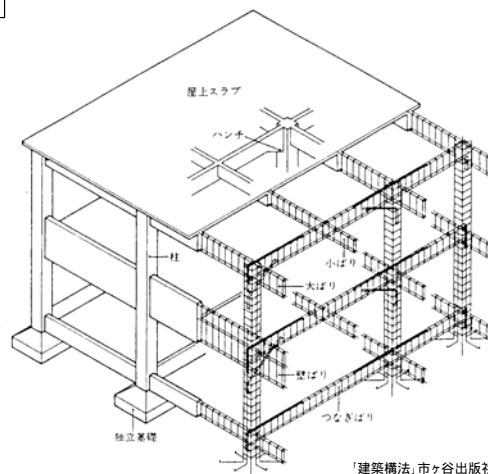 屋上スラブ
ハンチ
柱
小ばり
大ばり
壁ばり
つなぎばり
独立基礎
「建築構法」市ヶ谷出版社